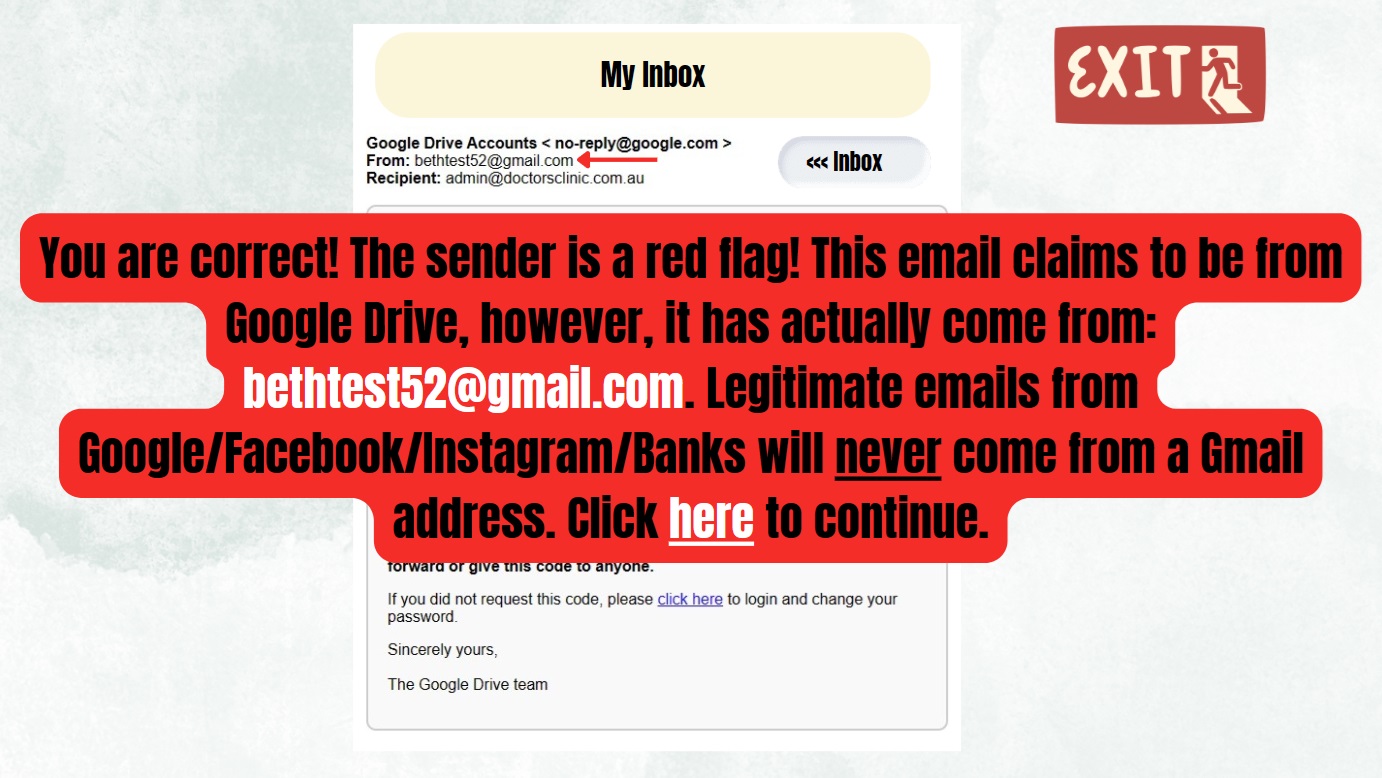 My Inbox
EXIT
Google Drive Accounts < no-reply@google.com >
From: bethtest52@gmail.com
Recipient: admin@doctorsclinic.com.au
<<< Inbox
You are correct! The sender is a red flag! This email claims to be from
Google Drive, however, it has actually come from:
bethtest52@gmail.com. Legitimate emails from
Google/Facebook/Instagram/Banks will never come from a Gmail
address. Click here to continue.
forward or give this code to anyone.
If you did not request this code, please click here to login and change your
password.
Sincerely yours,
The Google Drive team